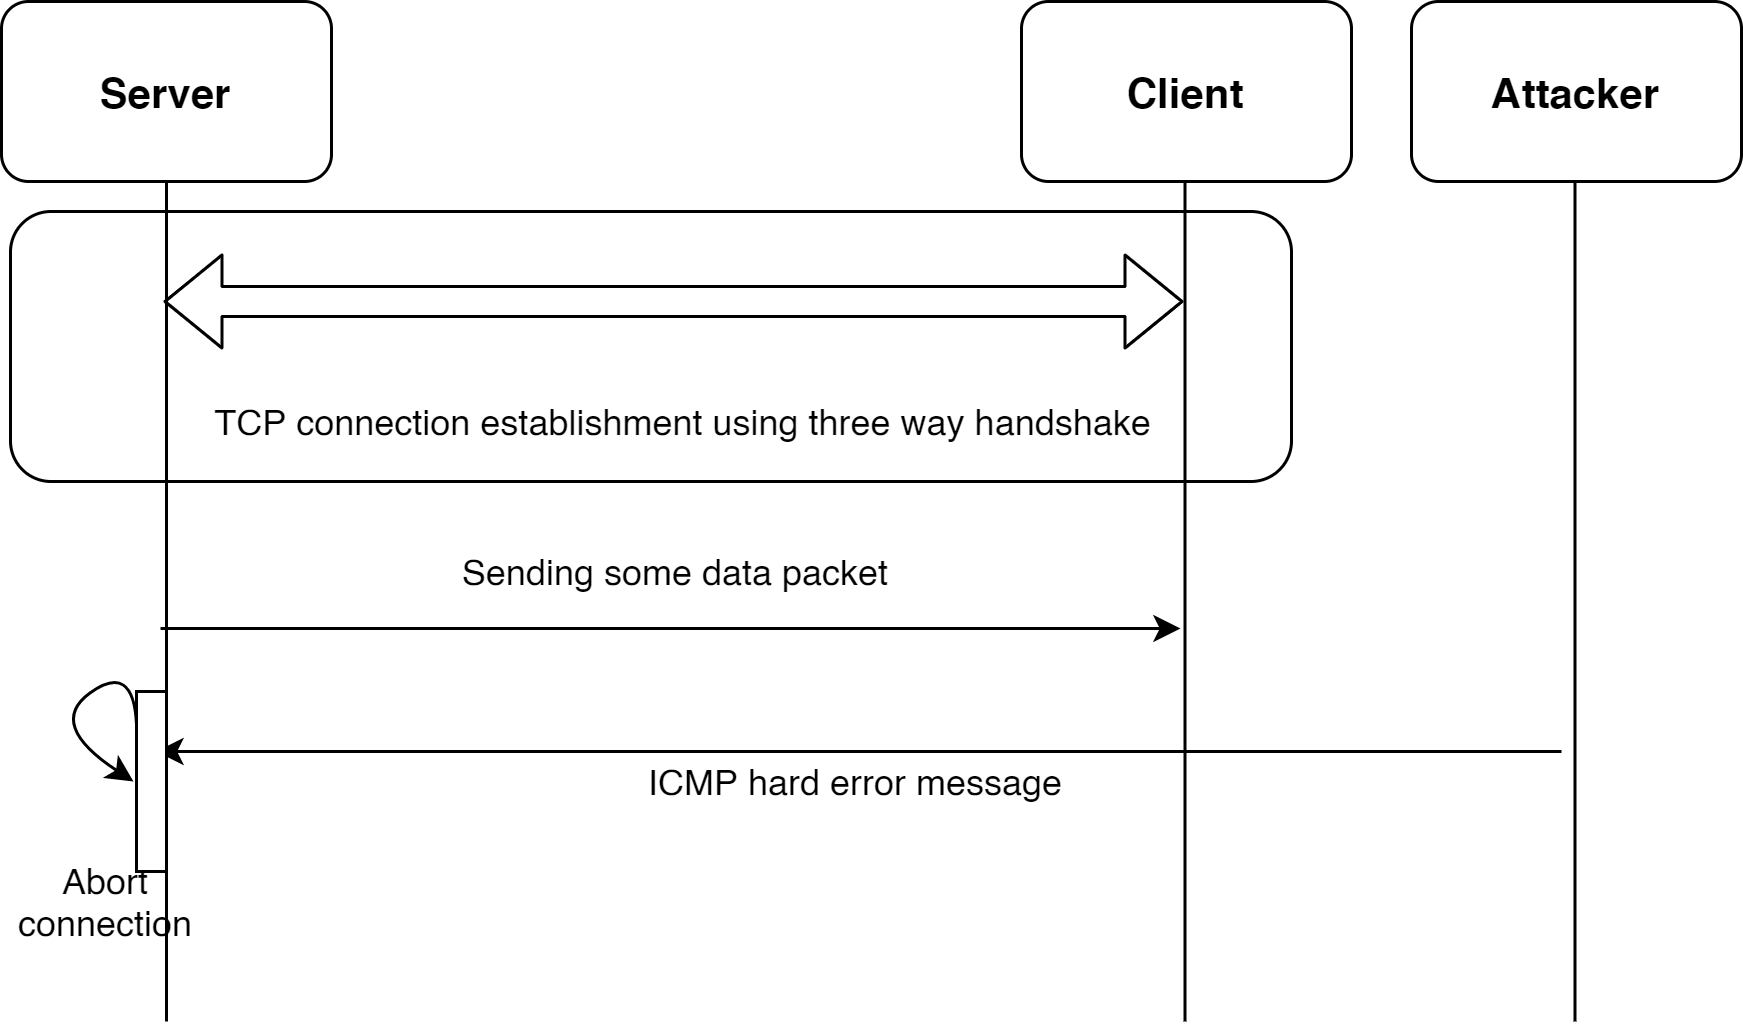 Server
Client
Attacker
TCP connection establishment using three way handshake
Sending some data packet
ICMP hard error message
Abort
connection